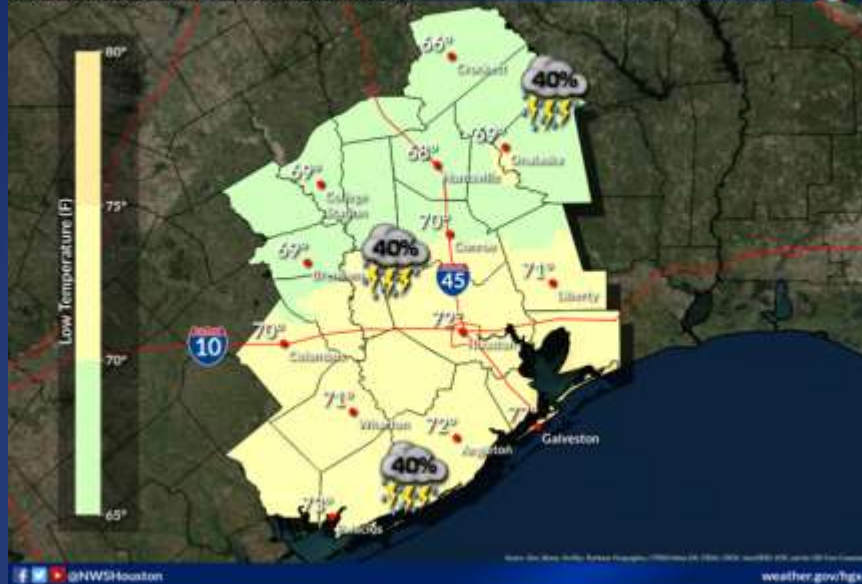 80°
75°
70°
65°
Low Temperature (F)
66°
Crockett
40%
69°
Onalaska
68°
Huntsville
69°
College
Station
70°
Conroe
40%
69°
Brenham
45
71°
Liberty
10
70°
Columbus
72°
Houston
71°
Wharton
72°
Angleton
Galveston
40%
73°
Palacios
@NWSHouston
weather.gov/hgx